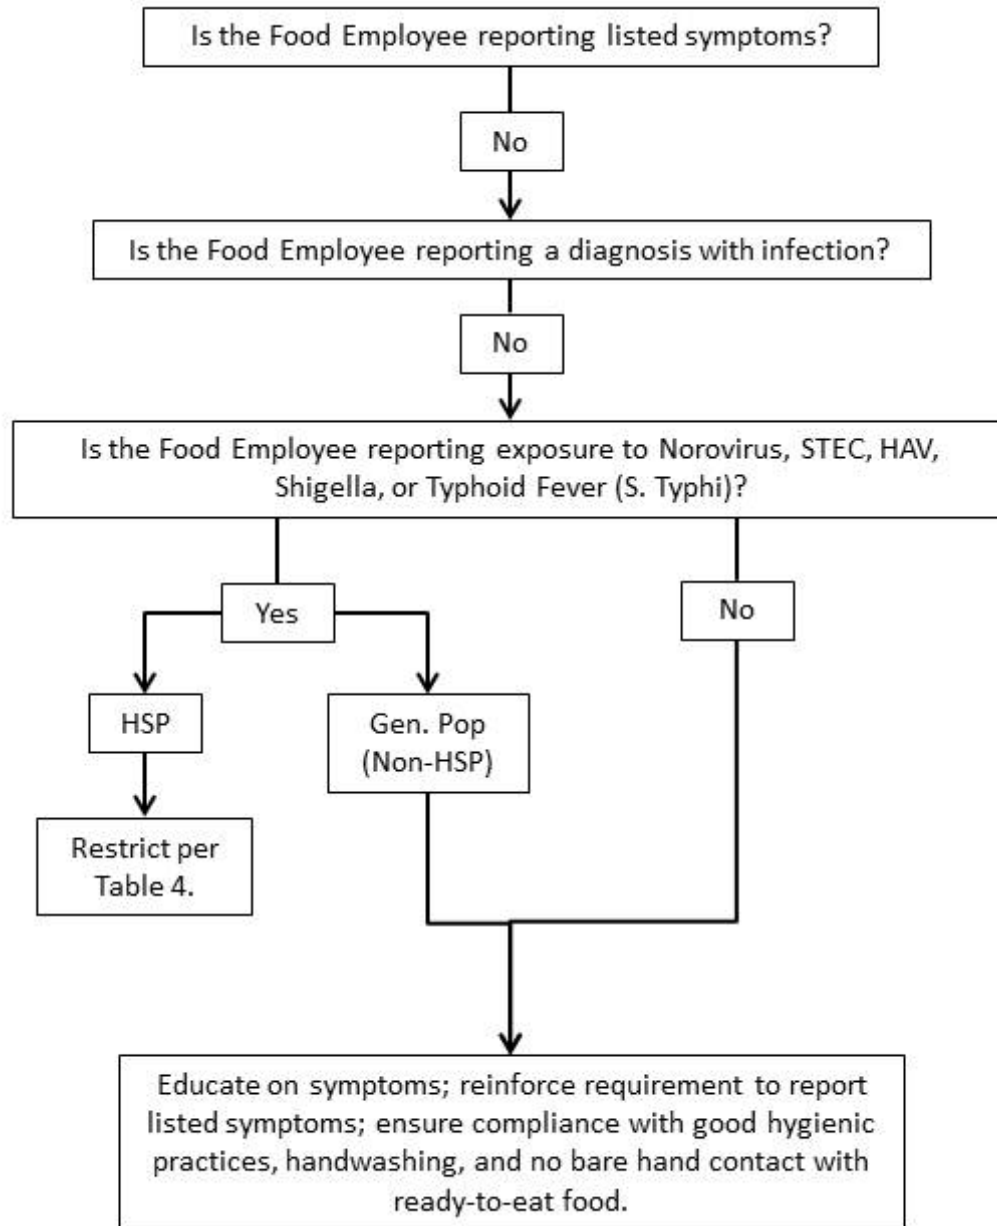 Is the Food Employee reporting listed symptoms?
No
Is the Food Employee reporting a diagnosis with infection?
No
Is the Food Employee reporting exposure to Norovirus, STEC, HAV,
Shigella, or Typhoid Fever (S. Typhi)?
Yes
No
HSP
Gen. Pop
(Non-HSP)
Restrict per
Table 4.
Educate on symptoms; reinforce requirement to report
listed symptoms; ensure compliance with good hygienic
practices, handwashing, and no bare hand contact with
ready-to-eat food.